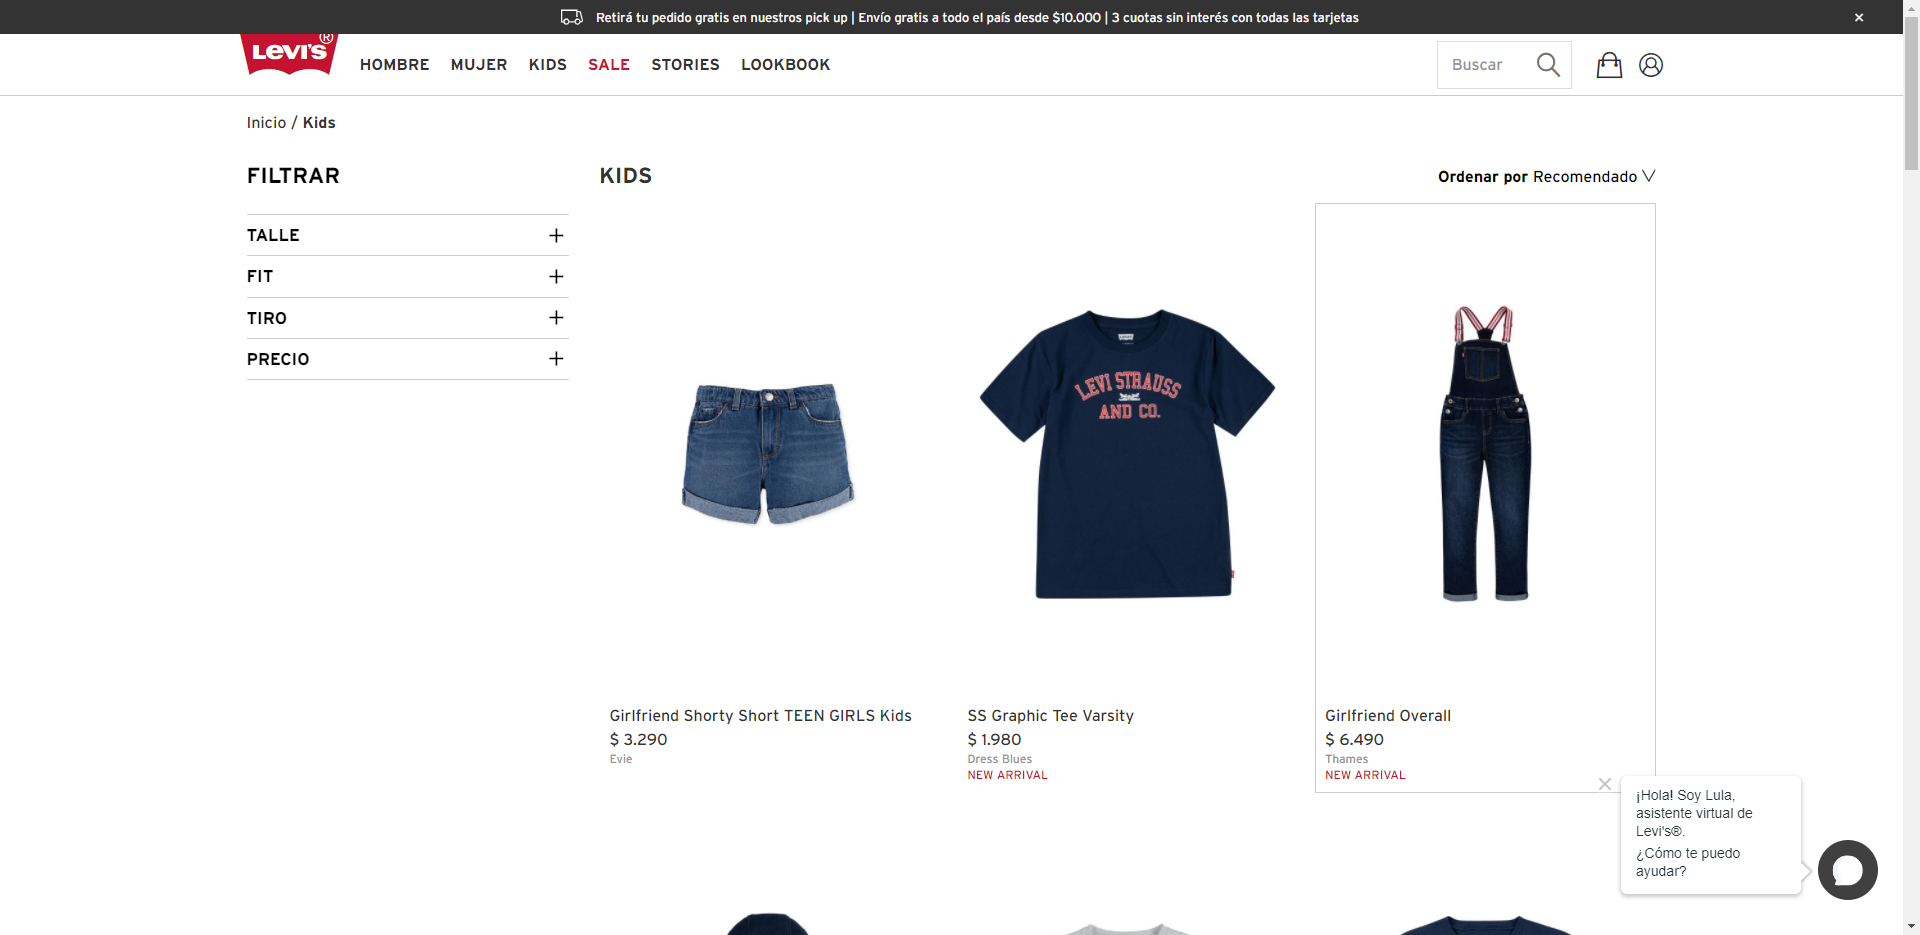 Retirá tu pedido gratis en nuestros pick up | Envío gratis a todo el país desde $10.000 | 3 cuotas sin interés con todas las tarjetas
Levi's®
HOMBRE MUJER KIDS SALE STORIES LOOKBOOK
Buscar
Inicio / Kids
FILTRAR
TALLE
FIT
TIRO
PRECIO
KIDS
Ordenar por Recomendado
LEVI STRAUSS
AND CO.
Girlfriend Shorty Short TEEN GIRLS Kids
$ 3.290
Evie
SS Graphic Tee Varsity
$ 1.980
Dress Blues
NEW ARRIVAL
Girlfriend Overall
$ 6.490
Thames
NEW ARRIVAL
¡Hola! Soy Lula,
asistente virtual de
Levi's®.
¿Cómo te puedo
ayudar?